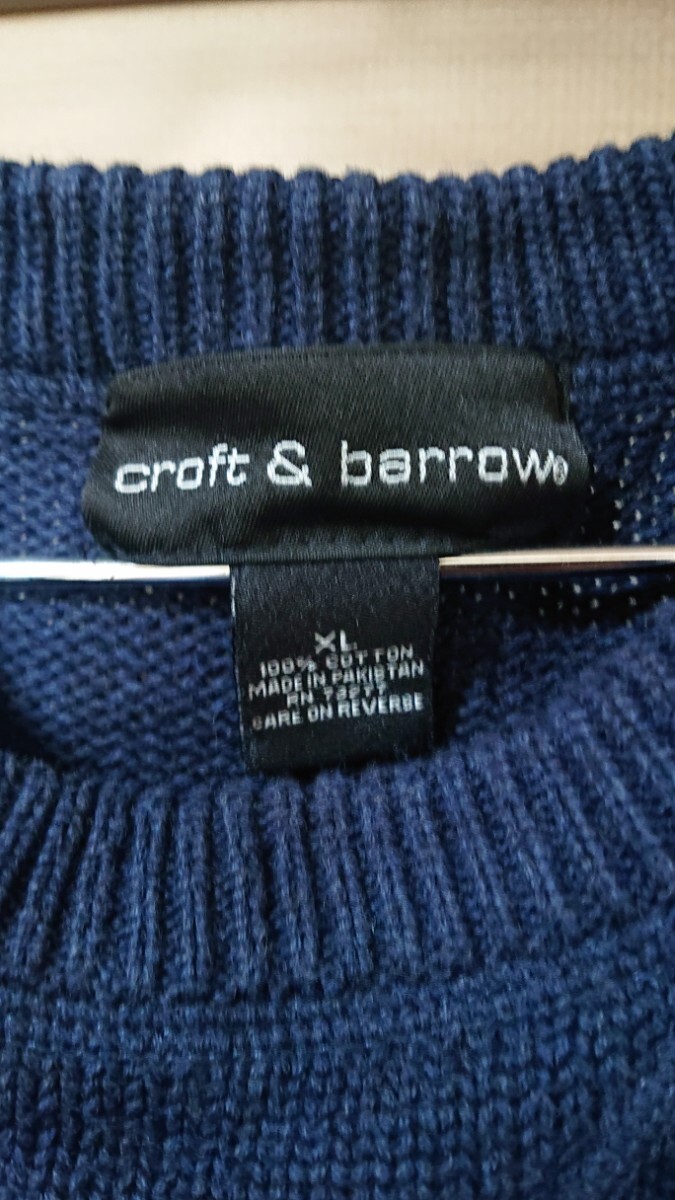 croft & barrow®
XL
100% COTTON
MADE IN PAKISTAN
RN 73277
CARE ON REVERSE